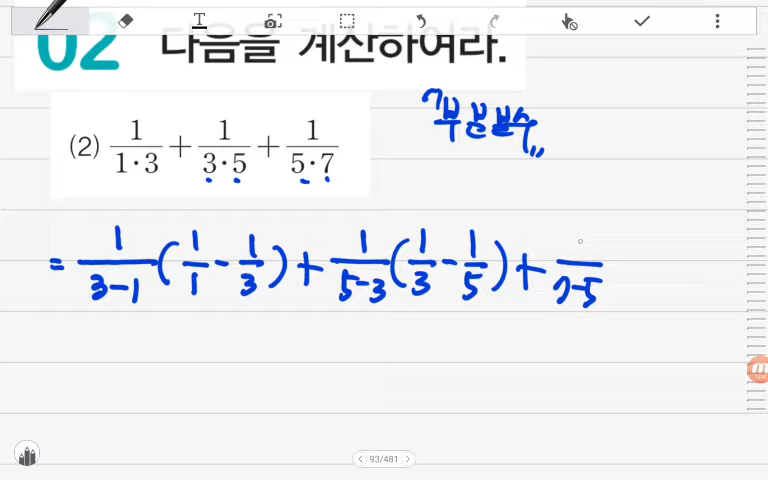 02 다음을 계산하여라.
"부분분수"
(2) 1/(1·3) + 1/(3·5) + 1/(5·7)
= 1/(3-1) (1/1 - 1/3) + 1/(5-3) (1/3 - 1/5) + /(7-5)
93/481